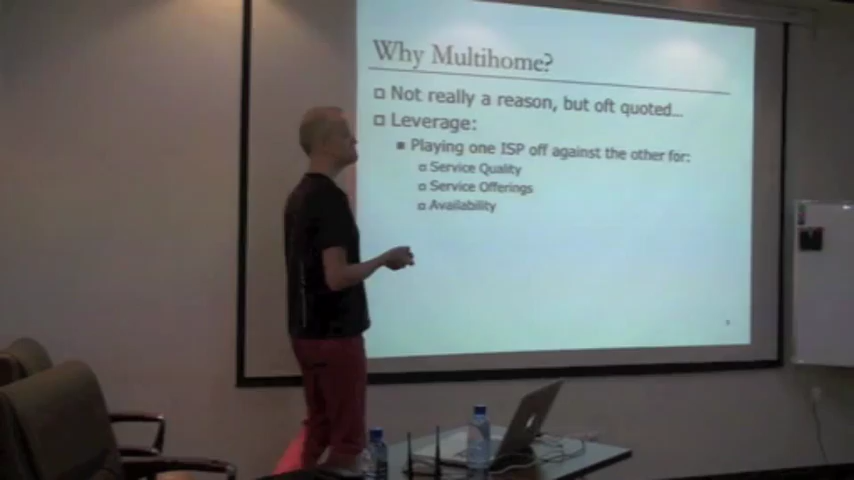 Why Multihome?
Not really a reason, but oft quoted...
Leverage:
Playing one ISP off against the other for:
Service Quality
Service Offerings
Availability